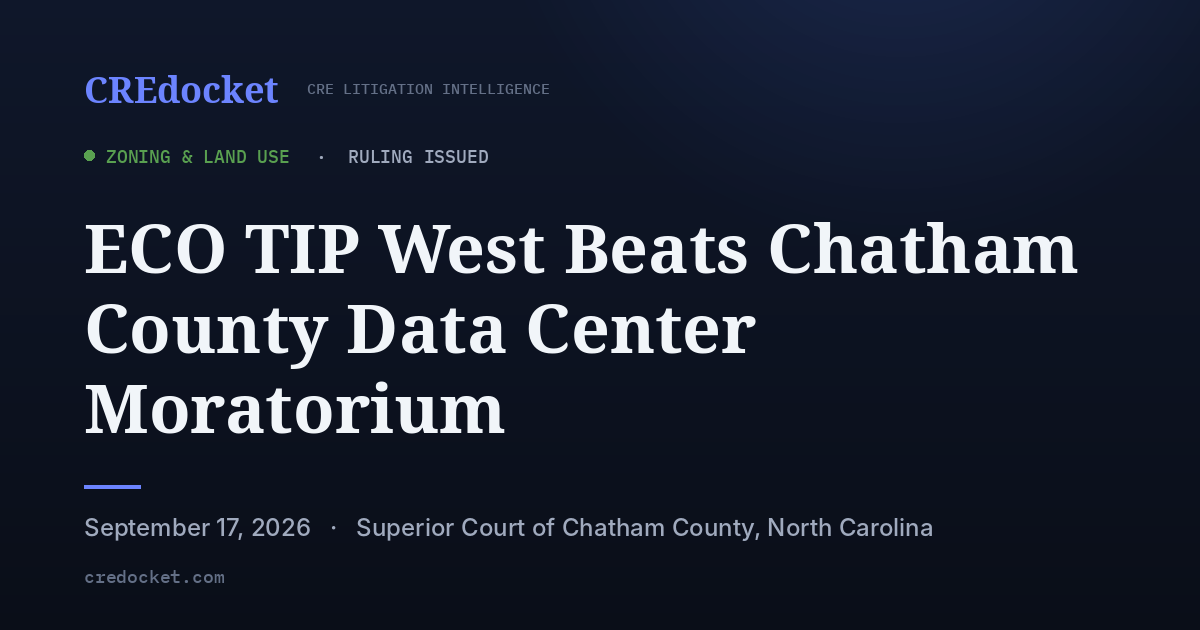 CREdocket CRE LITIGATION INTELLIGENCE
ZONING & LAND USE · RULING ISSUED
ECO TIP West Beats Chatham
County Data Center
Moratorium
September 17, 2026 · Superior Court of Chatham County, North Carolina
credocket.com